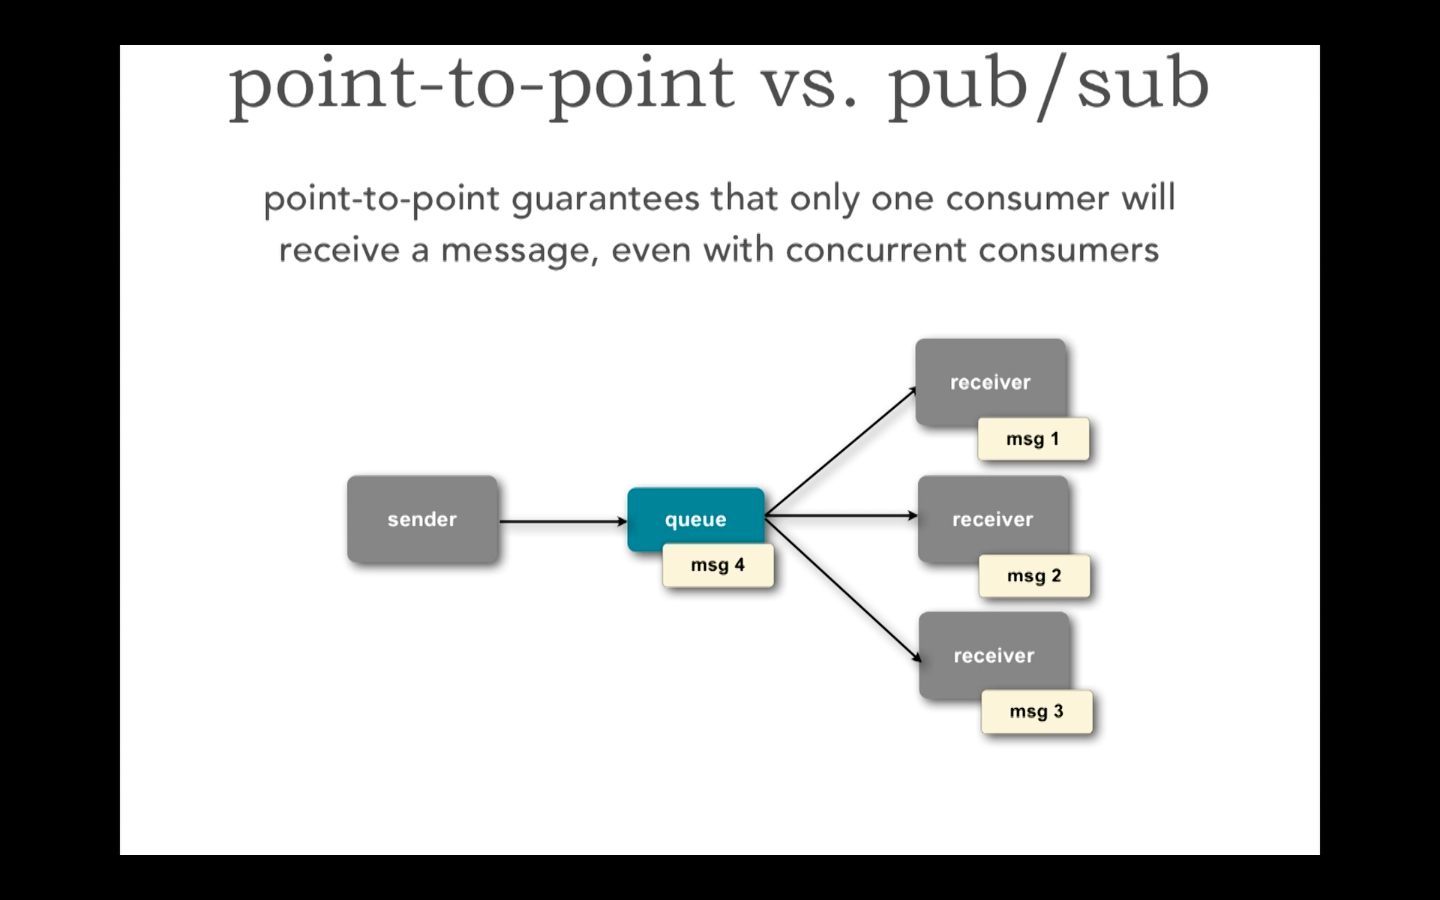 point-to-point vs. pub/sub
point-to-point guarantees that only one consumer will
receive a message, even with concurrent consumers
receiver
msg 1
sender
queue
msg 4
receiver
msg 2
receiver
msg 3